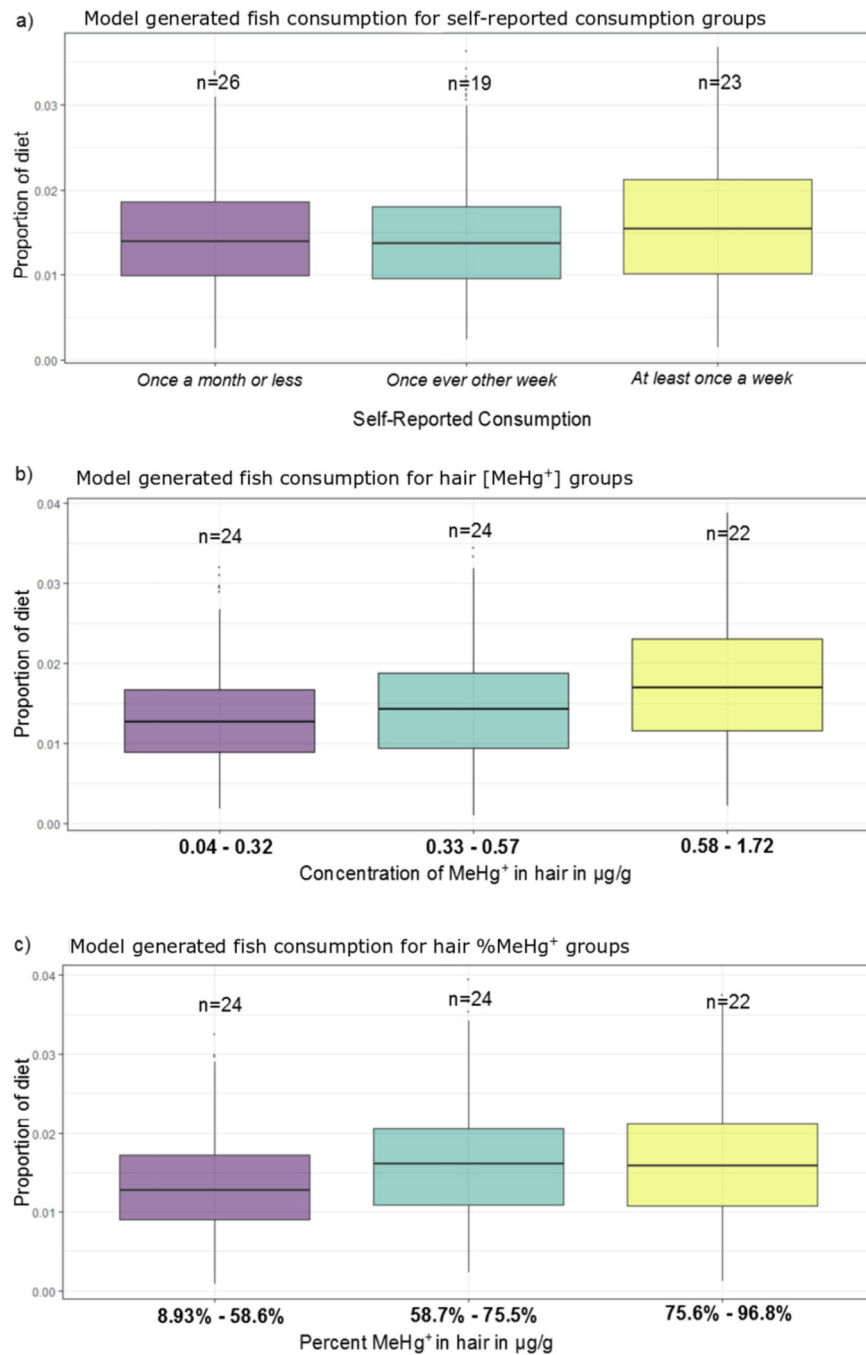 a) Model generated fish consumption for self-reported consumption groups
n=26 n=19 n=23
0.03
0.02
0.01
0.00
Proportion of diet
Once a month or less Once ever other week At least once a week
Self-Reported Consumption
b) Model generated fish consumption for hair [MeHg⁺] groups
0.04
n=24 n=24 n=22
0.03
0.02
0.01
0.00
Proportion of diet
0.04 - 0.32 0.33 - 0.57 0.58 - 1.72
Concentration of MeHg⁺ in hair in µg/g
c) Model generated fish consumption for hair %MeHg⁺ groups
0.04
n=24 n=24 n=22
0.03
0.02
0.01
0.00
Proportion of diet
8.93% - 58.6% 58.7% - 75.5% 75.6% - 96.8%
Percent MeHg⁺ in hair in µg/g